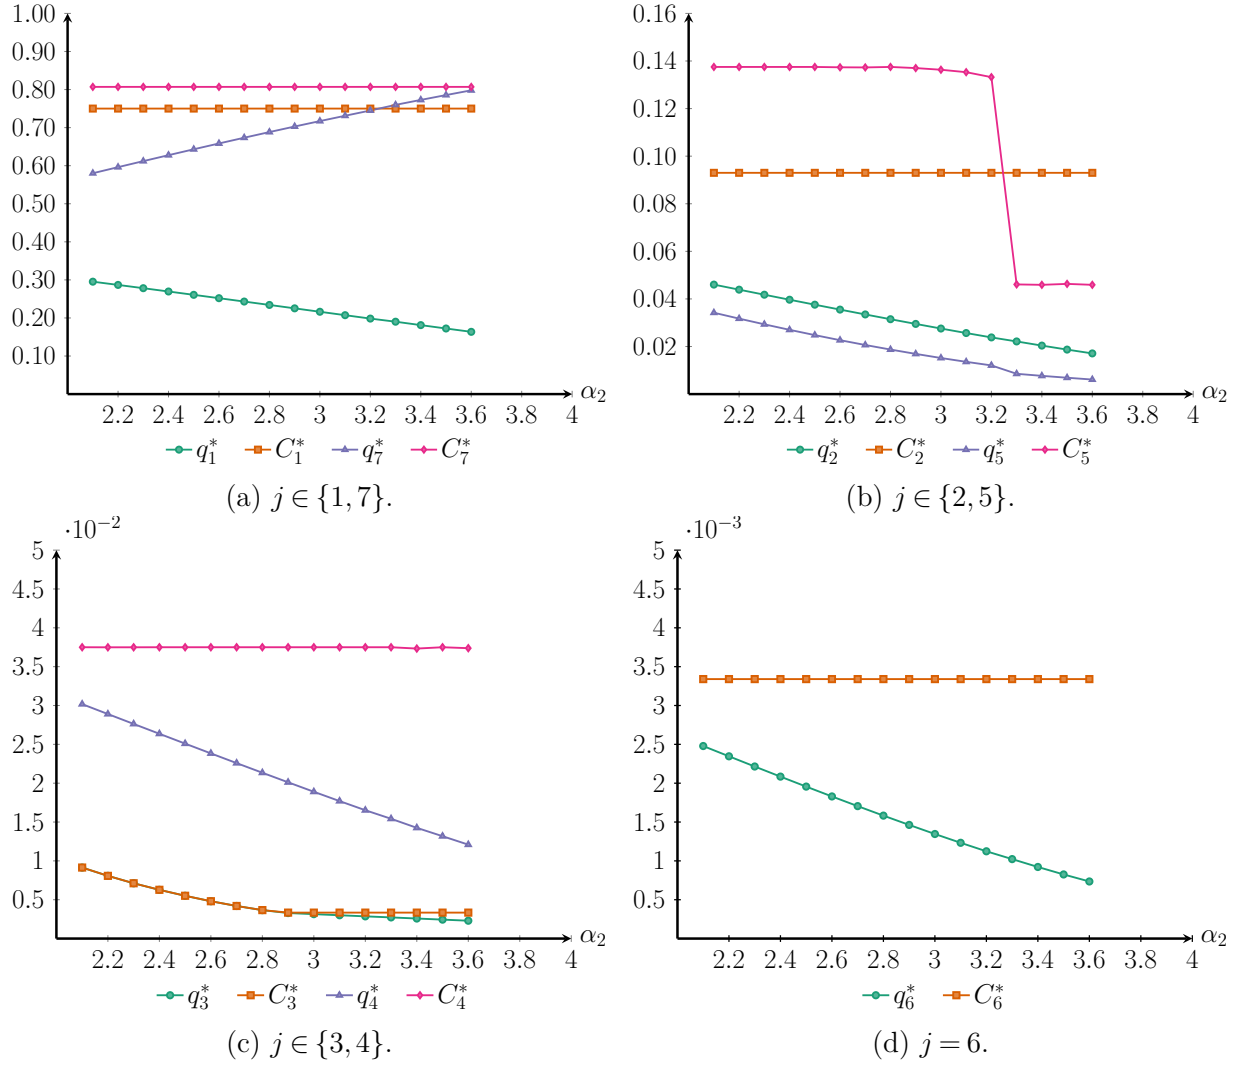 1.00
0.90
0.80
0.70
0.60
0.50
0.40
0.30
0.20
0.10
2.2 2.4 2.6 2.8 3 3.2 3.4 3.6 3.8 4
α₂
q₁* C₁* q₇* C₇*
(a) j ∈ {1, 7}.
0.16
0.14
0.12
0.10
0.08
0.06
0.04
0.02
2.2 2.4 2.6 2.8 3 3.2 3.4 3.6 3.8 4
α₂
q₂* C₂* q₅* C₅*
(b) j ∈ {2, 5}.
·10⁻²
5
4.5
4
3.5
3
2.5
2
1.5
1
0.5
2.2 2.4 2.6 2.8 3 3.2 3.4 3.6 3.8 4
α₂
q₃* C₃* q₄* C₄*
(c) j ∈ {3, 4}.
·10⁻³
5
4.5
4
3.5
3
2.5
2
1.5
1
0.5
2.2 2.4 2.6 2.8 3 3.2 3.4 3.6 3.8 4
α₂
q₆* C₆*
(d) j = 6.